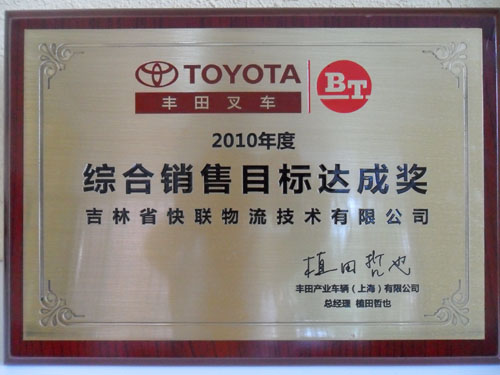 TOYOTA
丰田叉车
BT
2010年度
综合销售目标达成奖
吉林省快联物流技术有限公司
植田哲也
丰田产业车辆（上海）有限公司
总经理 植田哲也